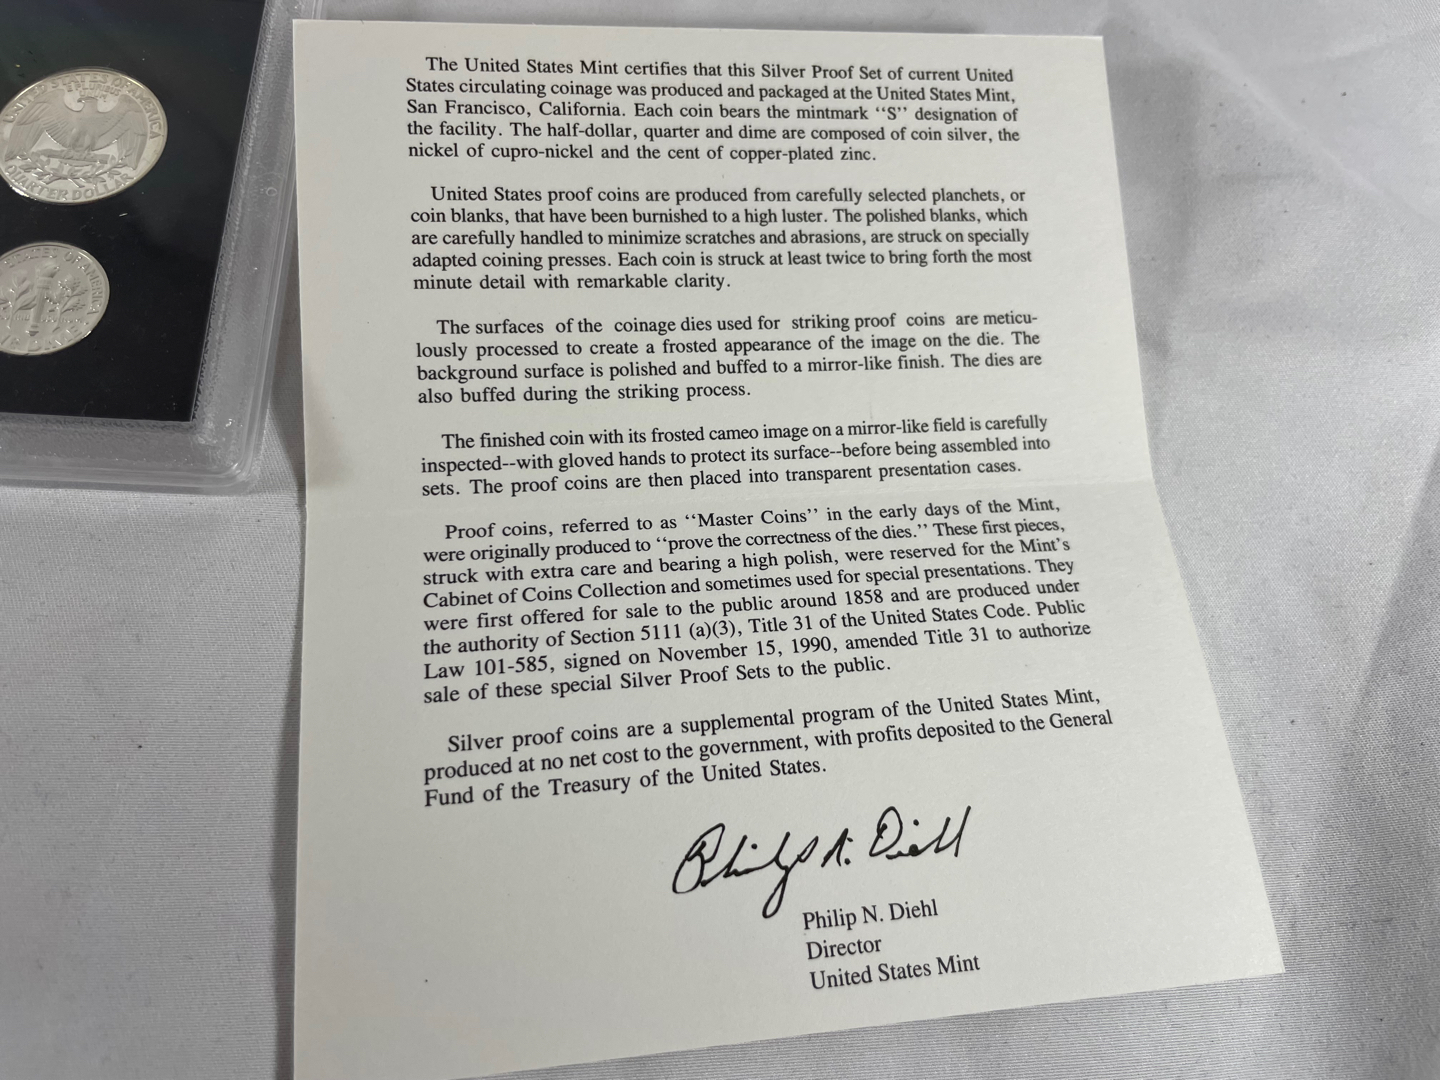 UNITED STATES OF AMERICA
E PLURIBUS UNUM
QUARTER DOLLAR
STATES OF AMERICA
The United States Mint certifies that this Silver Proof Set of current United
States circulating coinage was produced and packaged at the United States Mint,
San Francisco, California. Each coin bears the mintmark ‘‘S’’ designation of
the facility. The half-dollar, quarter and dime are composed of coin silver, the
nickel of cupro-nickel and the cent of copper-plated zinc.
United States proof coins are produced from carefully selected planchets, or
coin blanks, that have been burnished to a high luster. The polished blanks, which
are carefully handled to minimize scratches and abrasions, are struck on specially
adapted coining presses. Each coin is struck at least twice to bring forth the most
minute detail with remarkable clarity.
The surfaces of the coinage dies used for striking proof coins are meticu-
lously processed to create a frosted appearance of the image on the die. The
background surface is polished and buffed to a mirror-like finish. The dies are
also buffed during the striking process.
The finished coin with its frosted cameo image on a mirror-like field is carefully
inspected--with gloved hands to protect its surface--before being assembled into
sets. The proof coins are then placed into transparent presentation cases.
Proof coins, referred to as ‘‘Master Coins’’ in the early days of the Mint,
were originally produced to ‘‘prove the correctness of the dies.’’ These first pieces,
struck with extra care and bearing a high polish, were reserved for the Mint's
Cabinet of Coins Collection and sometimes used for special presentations. They
were first offered for sale to the public around 1858 and are produced under
the authority of Section 5111 (a)(3), Title 31 of the United States Code. Public
Law 101-585, signed on November 15, 1990, amended Title 31 to authorize
sale of these special Silver Proof Sets to the public.
Silver proof coins are a supplemental program of the United States Mint,
produced at no net cost to the government, with profits deposited to the General
Fund of the Treasury of the United States.
Philip N. Diehl
Philip N. Diehl
Director
United States Mint